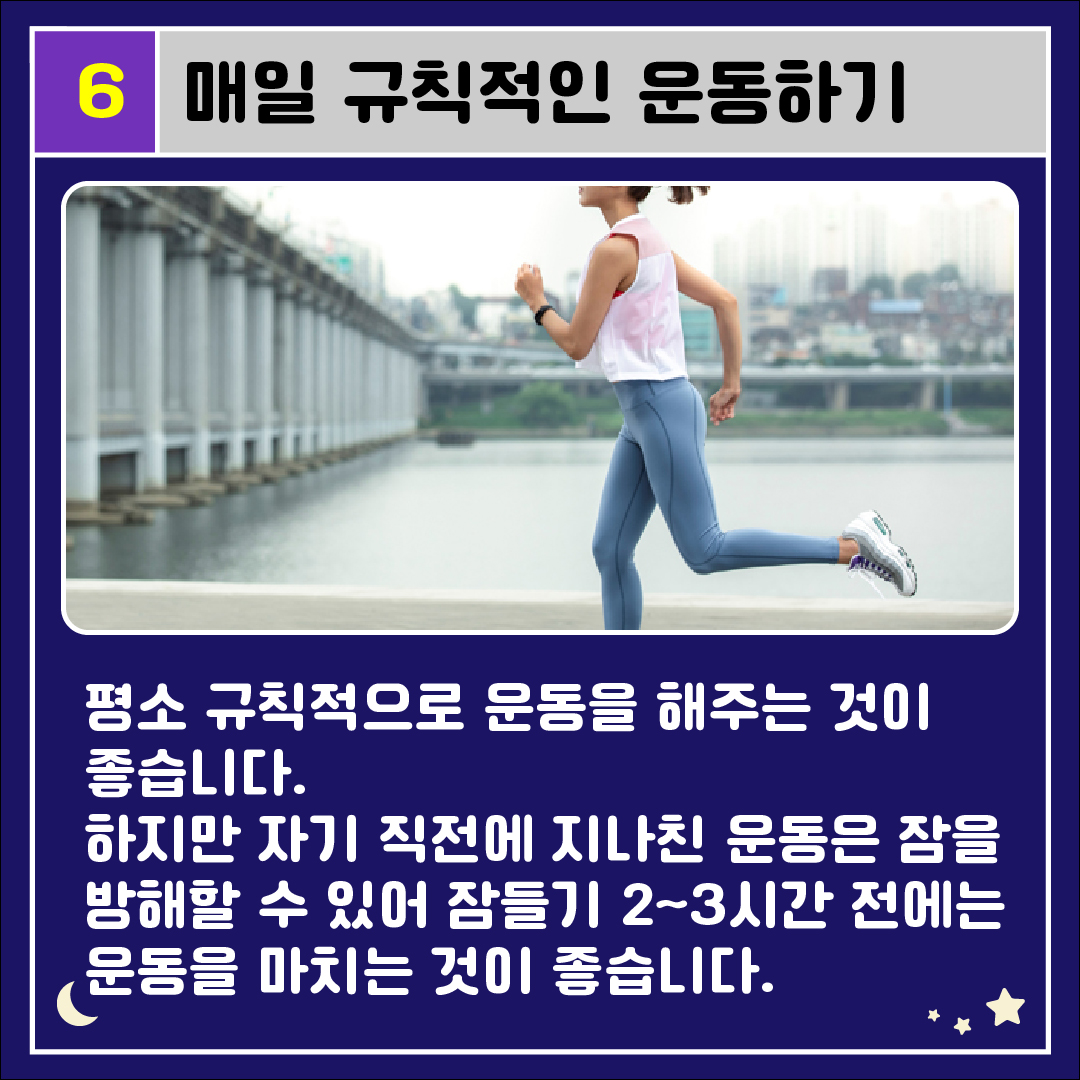 6 매일 규칙적인 운동하기
평소 규칙적으로 운동을 해주는 것이
좋습니다.
하지만 자기 직전에 지나친 운동은 잠을
방해할 수 있어 잠들기 2~3시간 전에는
운동을 마치는 것이 좋습니다.